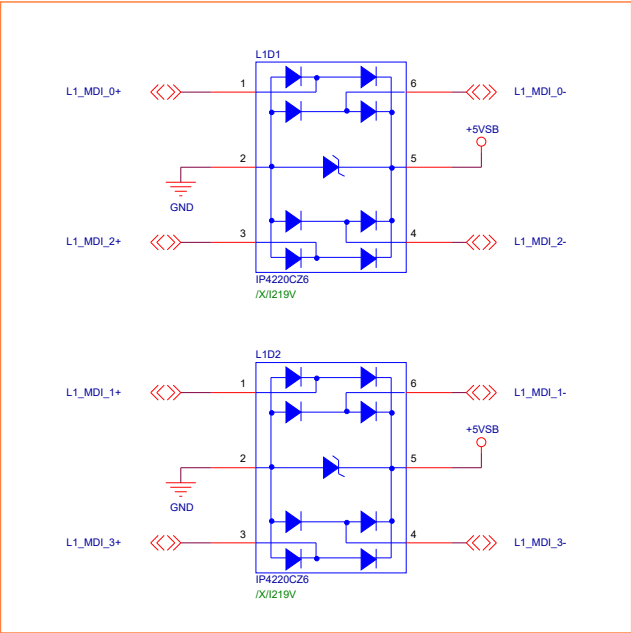 L1D1
L1_MDI_0+
1
6
L1_MDI_0-
+5VSB
2
5
GND
L1_MDI_2+
3
4
L1_MDI_2-
IP4220CZ6
/X/I219V
L1D2
L1_MDI_1+
1
6
L1_MDI_1-
+5VSB
2
5
GND
L1_MDI_3+
3
4
L1_MDI_3-
IP4220CZ6
/X/I219V